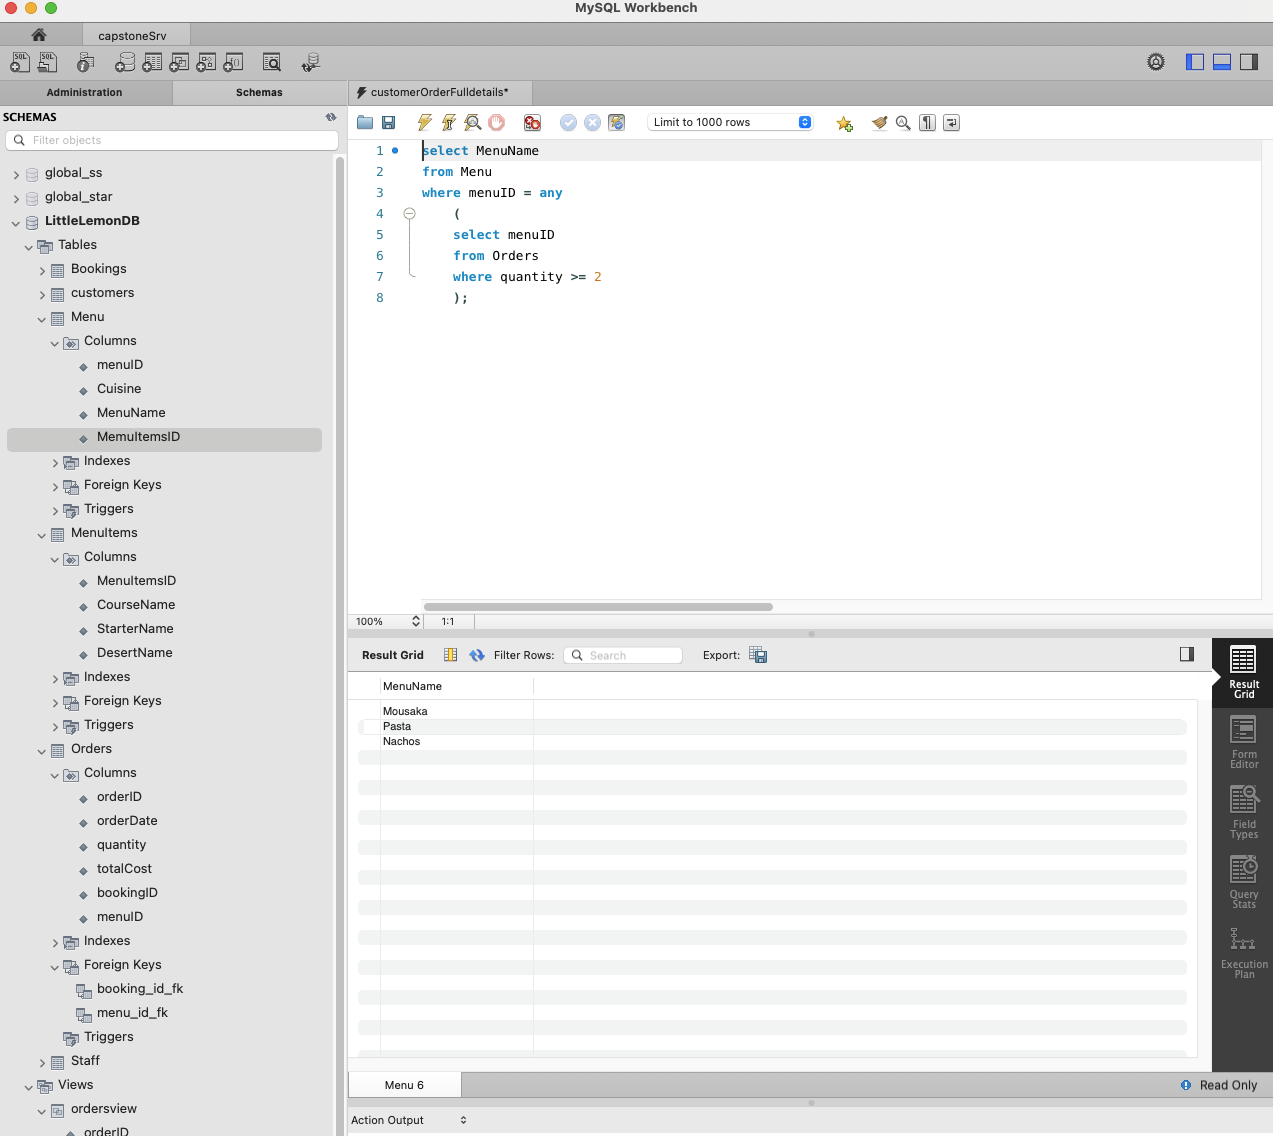 MySQL Workbench
capstoneSrv
Administration
Schemas
customerOrderFulldetails*
SCHEMAS
Filter objects
global_ss
global_star
LittleLemonDB
Tables
Bookings
customers
Menu
Columns
menuID
Cuisine
MenuName
MemuItemsID
Indexes
Foreign Keys
Triggers
MenuItems
Columns
MenuItemsID
CourseName
StarterName
DesertName
Indexes
Foreign Keys
Triggers
Orders
Columns
orderID
orderDate
quantity
totalCost
bookingID
menuID
Indexes
Foreign Keys
booking_id_fk
menu_id_fk
Triggers
Staff
Views
ordersview
orderID
Limit to 1000 rows
1 select MenuName
2 from Menu
3 where menuID = any
4 (
5 select menuID
6 from Orders
7 where quantity >= 2
8 );
100% 1:1
Result Grid Filter Rows: Search Export:
MenuName
Mousaka
Pasta
Nachos
Result
Grid
Form
Editor
Field
Types
Query
Stats
Execution
Plan
Menu 6
Read Only
Action Output